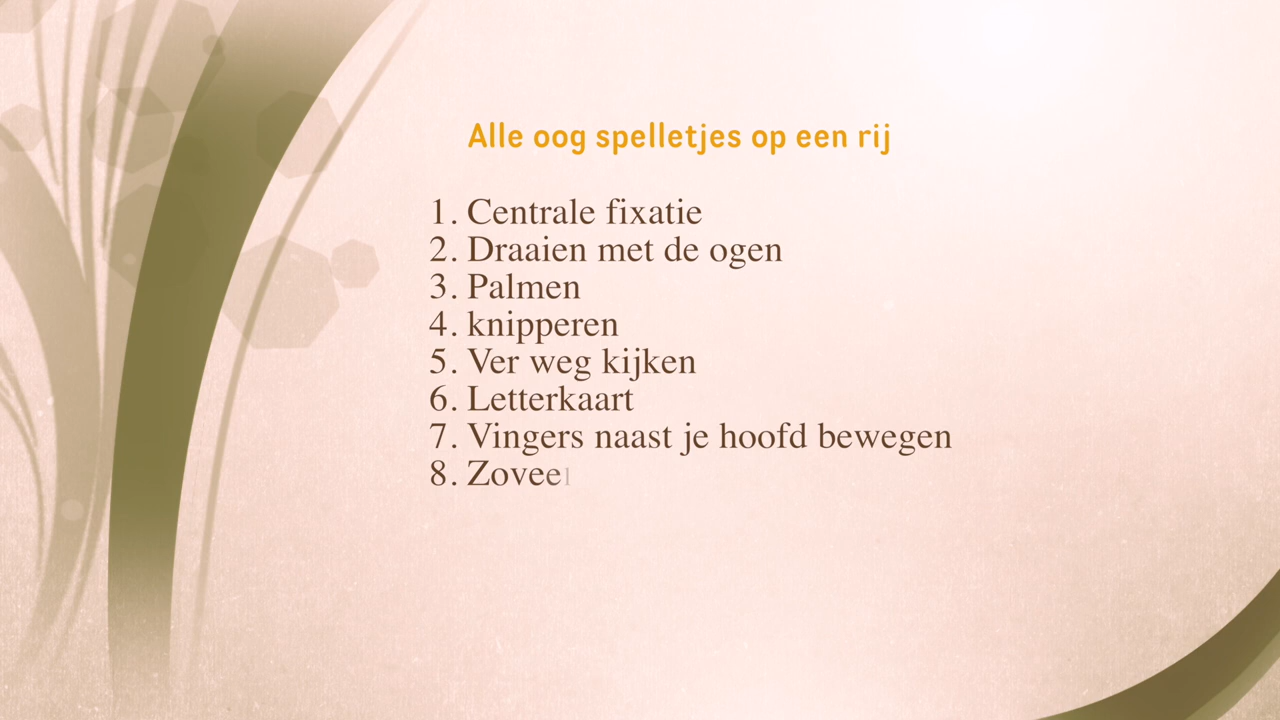 Alle oog spelletjes op een rij
1. Centrale fixatie
2. Draaien met de ogen
3. Palmen
4. knipperen
5. Ver weg kijken
6. Letterkaart
7. Vingers naast je hoofd bewegen
8. Zoveel